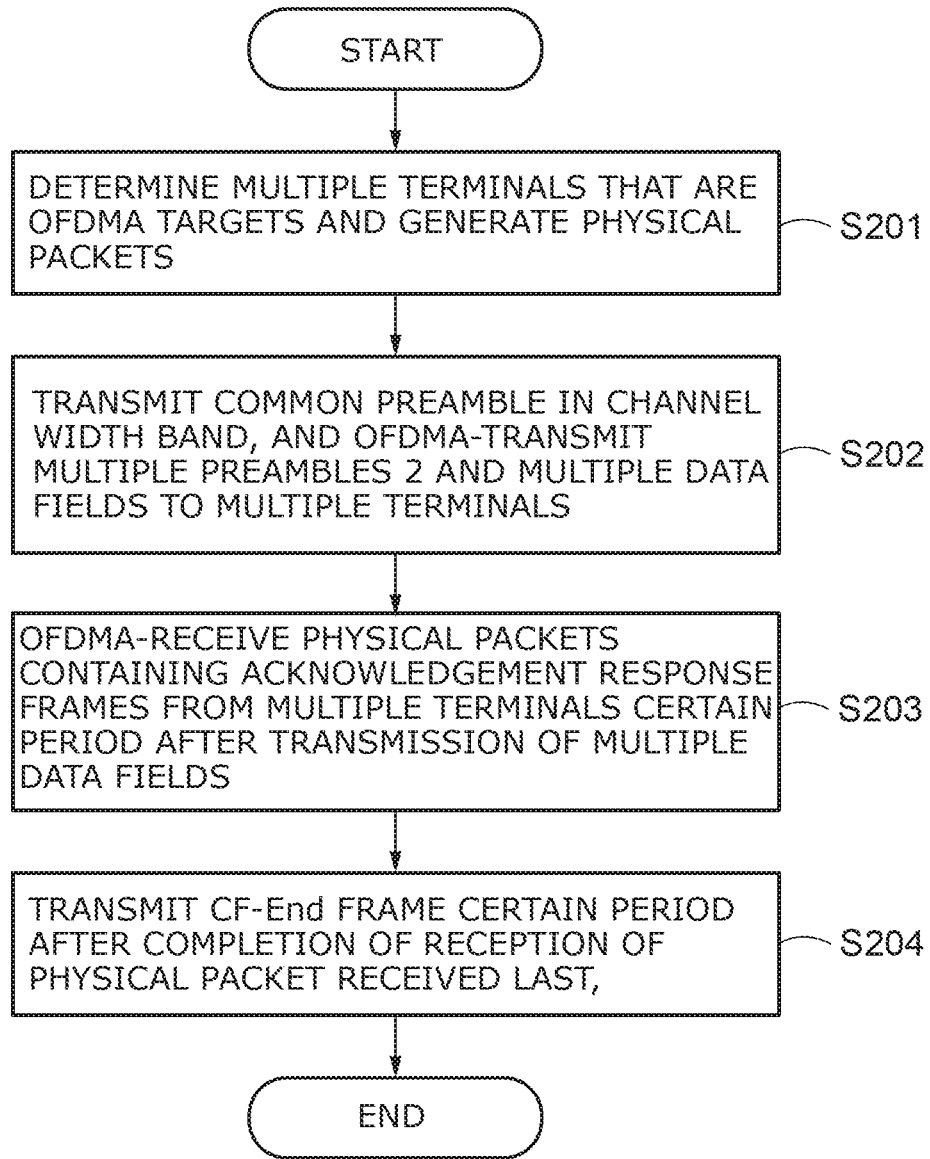 START
DETERMINE MULTIPLE TERMINALS THAT ARE
OFDMA TARGETS AND GENERATE PHYSICAL
PACKETS
S201
TRANSMIT COMMON PREAMBLE IN CHANNEL
WIDTH BAND, AND OFDMA-TRANSMIT
MULTIPLE PREAMBLES 2 AND MULTIPLE DATA
FIELDS TO MULTIPLE TERMINALS
S202
OFDMA-RECEIVE PHYSICAL PACKETS
CONTAINING ACKNOWLEDGEMENT RESPONSE
FRAMES FROM MULTIPLE TERMINALS CERTAIN
PERIOD AFTER TRANSMISSION OF MULTIPLE
DATA FIELDS
S203
TRANSMIT CF-End FRAME CERTAIN PERIOD
AFTER COMPLETION OF RECEPTION OF
PHYSICAL PACKET RECEIVED LAST,
S204
END